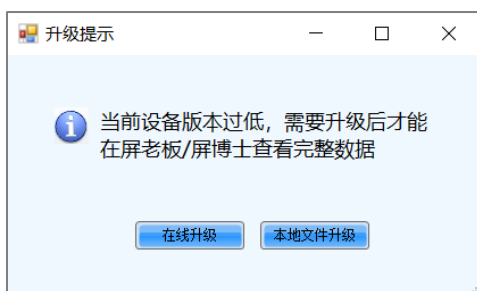 升级提示
当前设备版本过低，需要升级后才能
在屏老板/屏博士查看完整数据
在线升级
本地文件升级